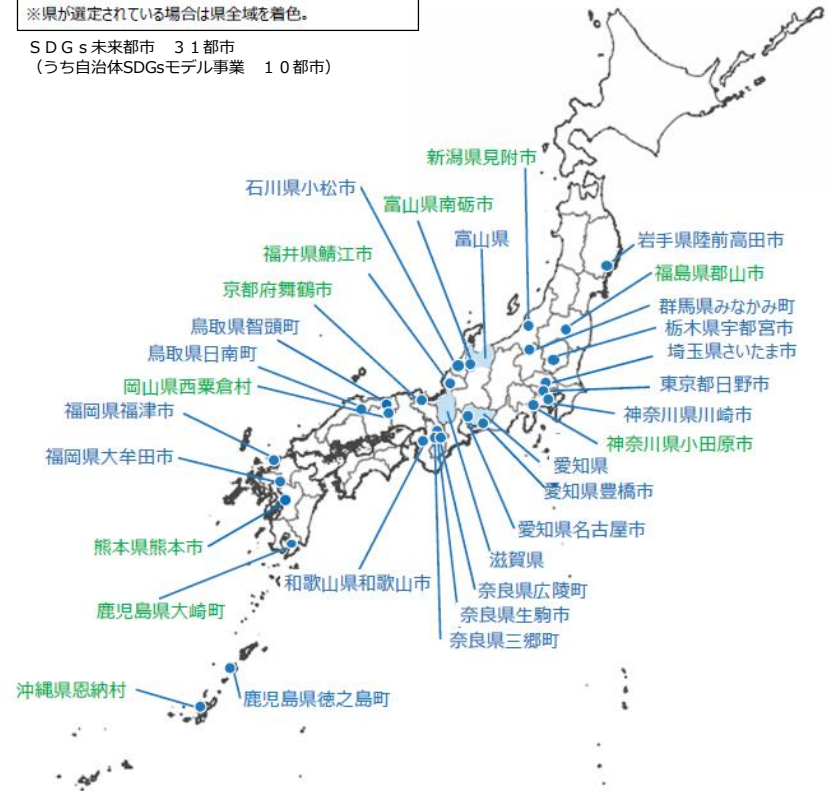 ※県が選定されている場合は県全域を着色。
ＳＤＧｓ未来都市　３１都市
（うち自治体SDGsモデル事業　１０都市）
新潟県見附市
石川県小松市
富山県南砺市
富山県
岩手県陸前高田市
福井県鯖江市
福島県郡山市
京都府舞鶴市
群馬県みなかみ町
鳥取県智頭町
栃木県宇都宮市
鳥取県日南町
埼玉県さいたま市
岡山県西粟倉村
東京都日野市
福岡県福津市
神奈川県川崎市
神奈川県小田原市
福岡県大牟田市
愛知県
愛知県豊橋市
愛知県名古屋市
熊本県熊本市
滋賀県
和歌山県和歌山市
奈良県広陵町
鹿児島県大崎町
奈良県生駒市
奈良県三郷町
沖縄県恩納村
鹿児島県徳之島町